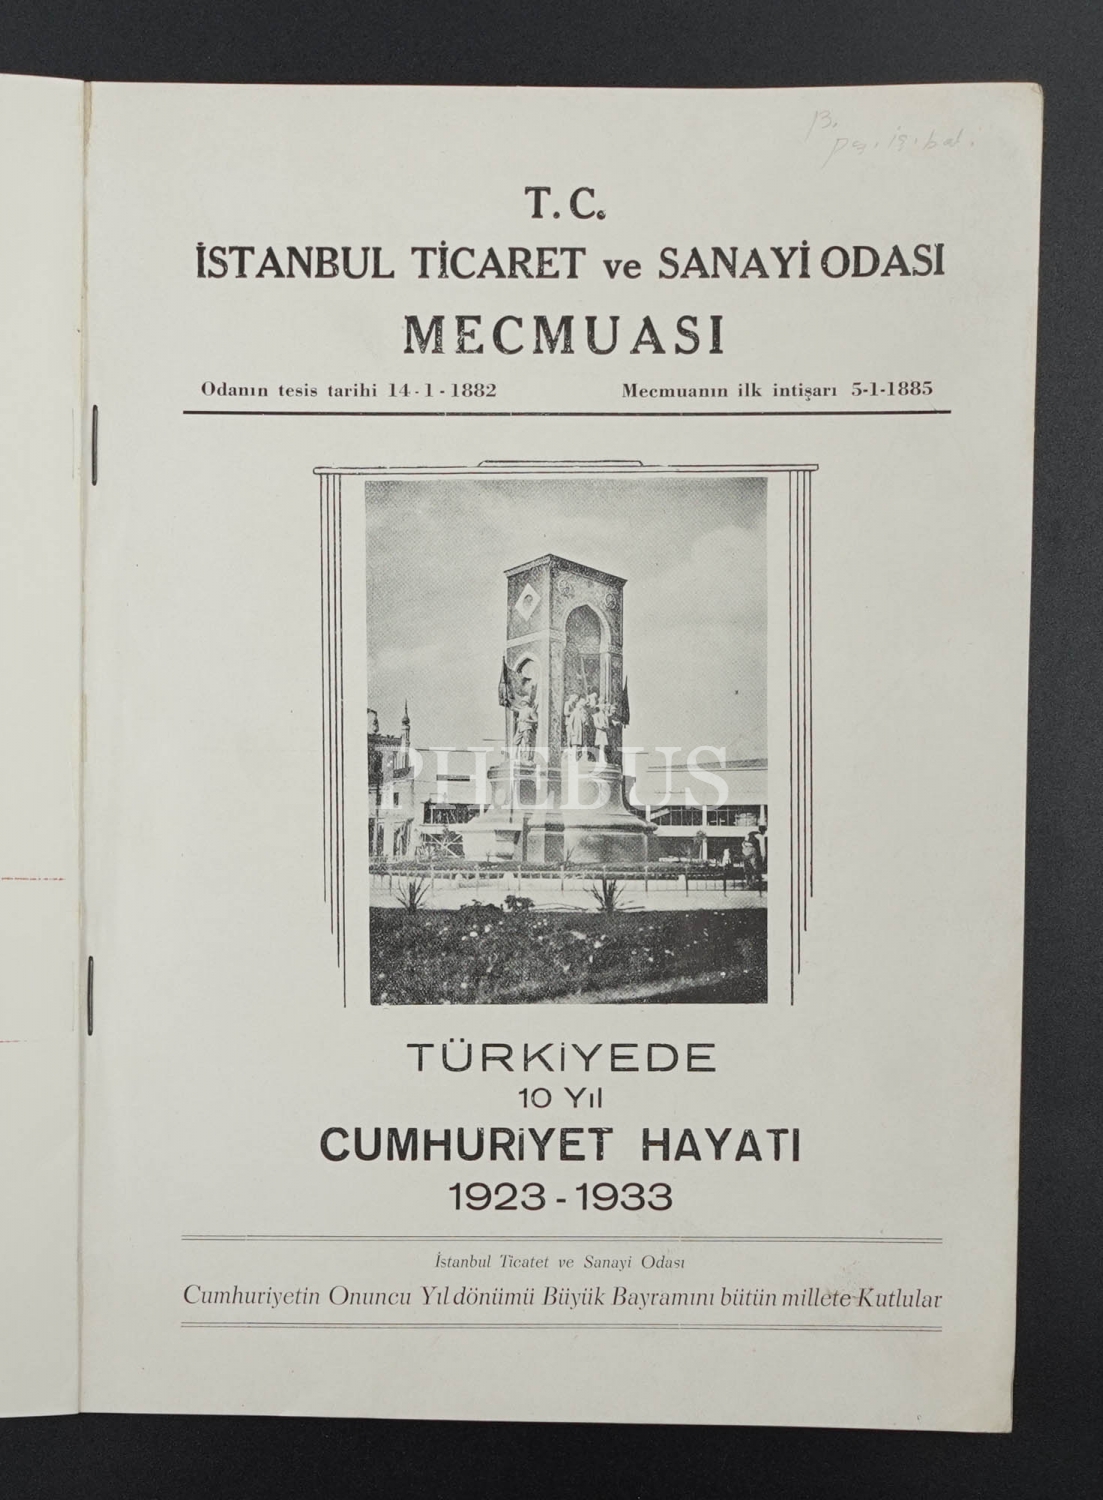 T. C.
İSTANBUL TİCARET ve SANAYİ ODASI
MECMUASI
Odanın tesis tarihi 14-1-1882 Mecmuanın ilk intişarı 5-1-1885
PHEBUS
TÜRKİYEDE
10 Yıl
CUMHURİYET HAYATI
1923-1933
İstanbul Ticatet ve Sanayi Odası
Cumhuriyetin Onuncu Yıl dönümü Büyük Bayramını bütün millete Kutlular